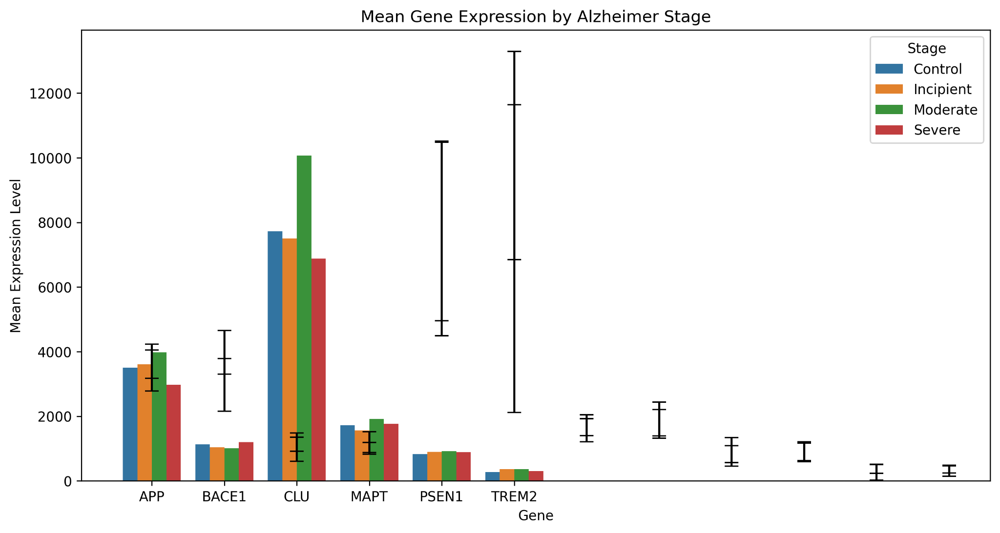 Mean Gene Expression by Alzheimer Stage
Stage
Control
Incipient
Moderate
Severe
Mean Expression Level
12000
10000
8000
6000
4000
2000
0
APP BACE1 CLU MAPT PSEN1 TREM2
Gene